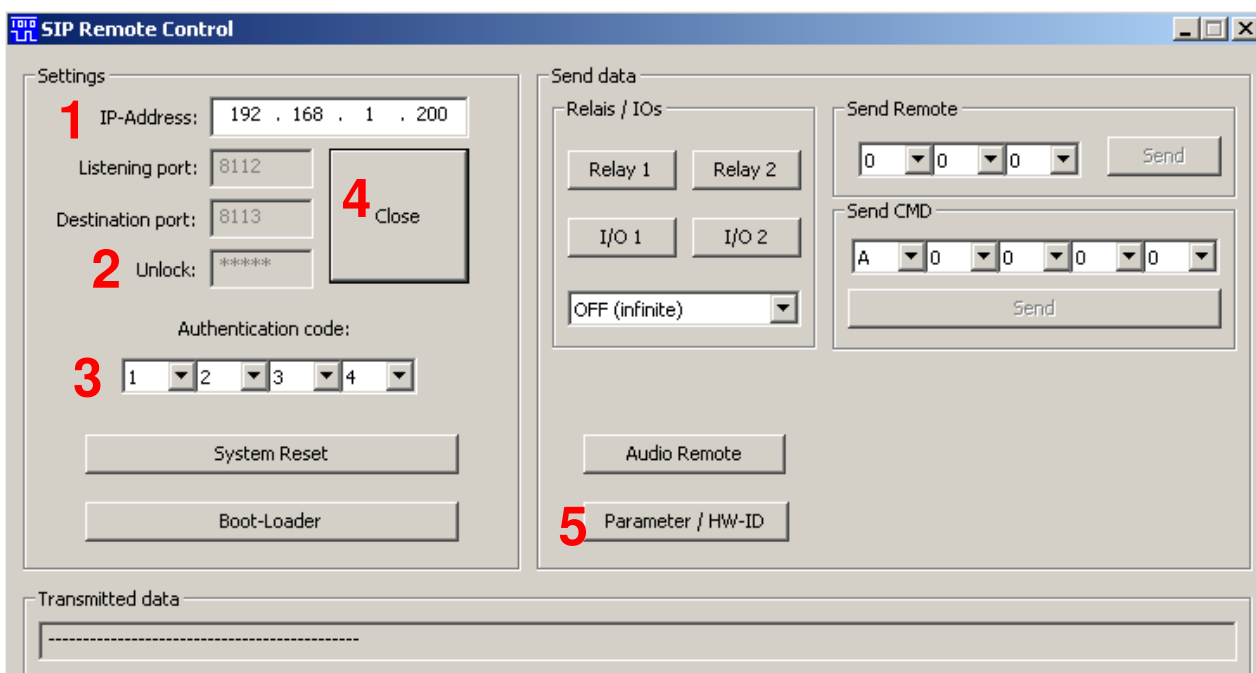 SIP Remote Control
Settings
1 IP-Address: 192 . 168 . 1 . 200
Listening port: 8112
Destination port: 8113
2 Unlock: *****
4 Close
Authentication code:
3 1 2 3 4
System Reset
Boot-Loader
Send data
Relais / IOs
Relay 1 Relay 2
I/O 1 I/O 2
OFF (infinite)
Send Remote
0 0 0 Send
Send CMD
A 0 0 0 0
Send
Audio Remote
5 Parameter / HW-ID
Transmitted data
---------------------------------------------